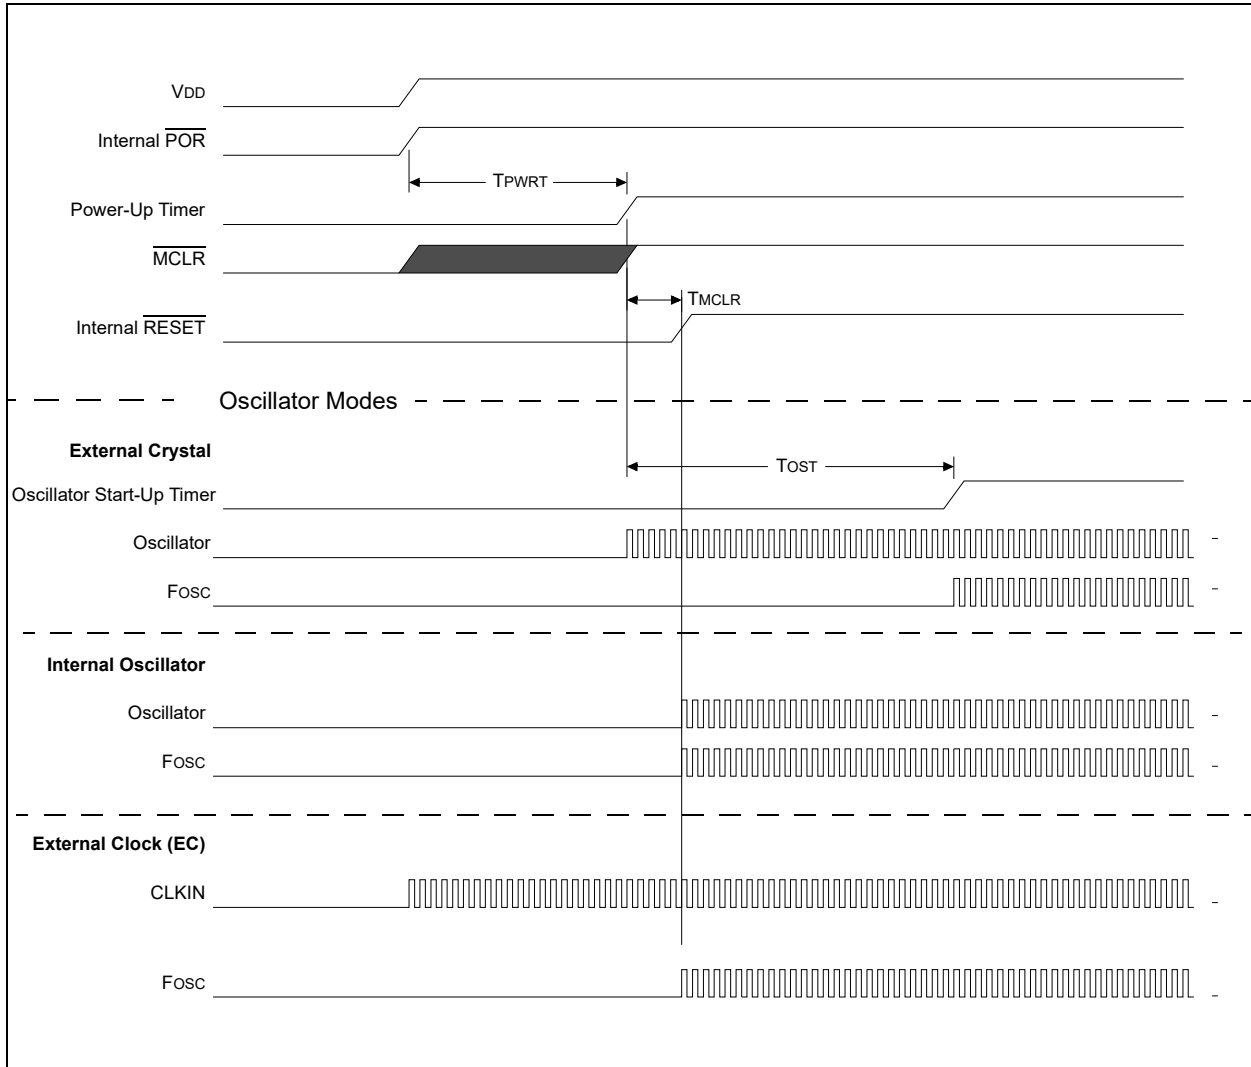 VDD
Internal POR
TPWRT
Power-Up Timer
MCLR
TMCLR
Internal RESET
Oscillator Modes
External Crystal
TOST
Oscillator Start-Up Timer
Oscillator
FOSC
Internal Oscillator
Oscillator
FOSC
External Clock (EC)
CLKIN
FOSC